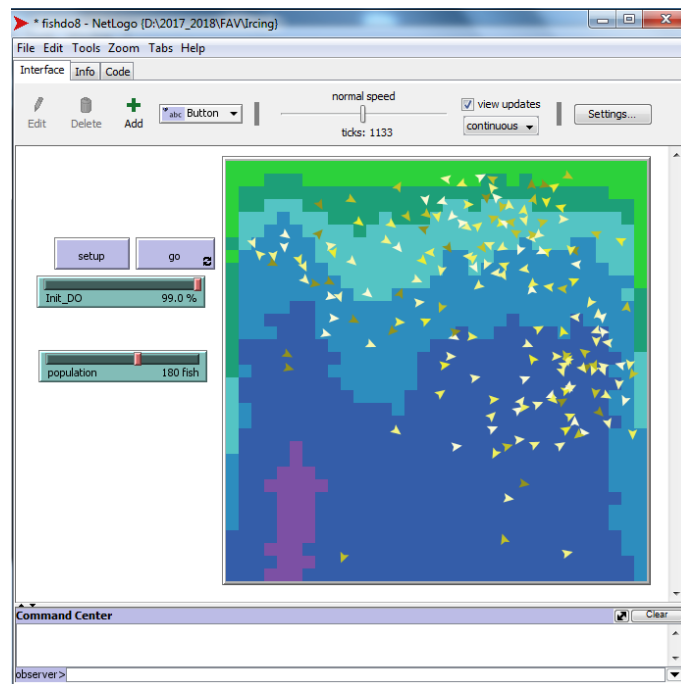 * fishdo8 - NetLogo {D:\2017_2018\FAV\Ircing}
File Edit Tools Zoom Tabs Help
Interface Info Code
Edit Delete Add abc Button normal speed ticks: 1133 view updates continuous Settings...
setup go
Init_DO 99.0 %
population 180 fish
Command Center Clear
observer>